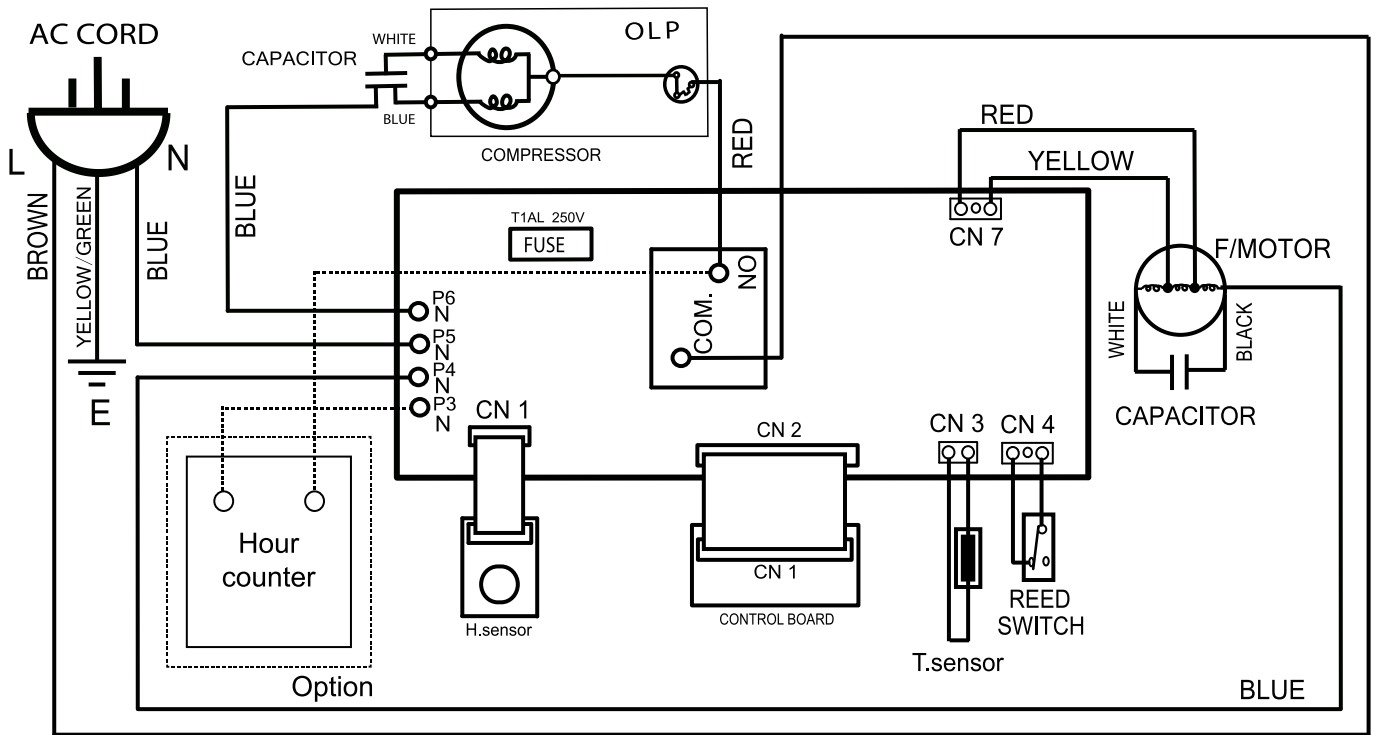 AC CORD
L
N
BROWN
YELLOW/GREEN
BLUE
E
CAPACITOR
WHITE
BLUE
BLUE
OLP
COMPRESSOR
RED
RED
YELLOW
CN 7
F/MOTOR
WHITE
BLACK
CAPACITOR
T1AL 250V
FUSE
NO
COM.
P6
N
P5
N
P4
N
P3
N
CN 1
CN 2
CN 3
CN 4
Hour
counter
Option
H.sensor
CN 1
CONTROL BOARD
T.sensor
REED
SWITCH
BLUE